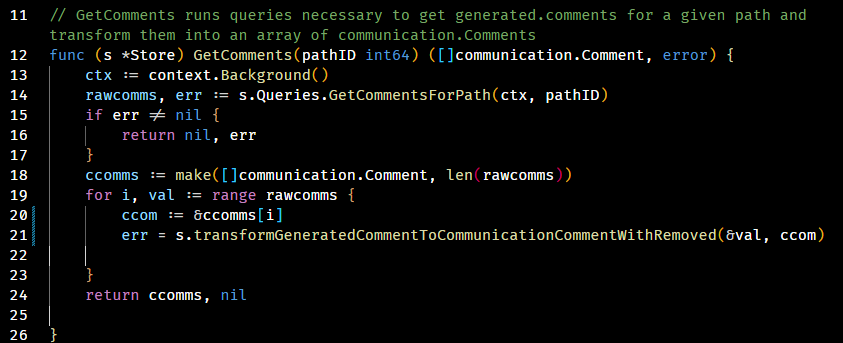 11 // GetComments runs queries necessary to get generated.comments for a given path and
transform them into an array of communication.Comments
12 func (s *Store) GetComments(pathID int64) ([]communication.Comment, error) {
13 ctx := context.Background()
14 rawcomms, err := s.Queries.GetCommentsForPath(ctx, pathID)
15 if err != nil {
16 return nil, err
17 }
18 ccomms := make([]communication.Comment, len(rawcomms))
19 for i, val := range rawcomms {
20 ccom := &ccomms[i]
21 err = s.transformGeneratedCommentToCommunicationCommentWithRemoved(&val, ccom)
22
23 }
24 return ccomms, nil
25
26 }